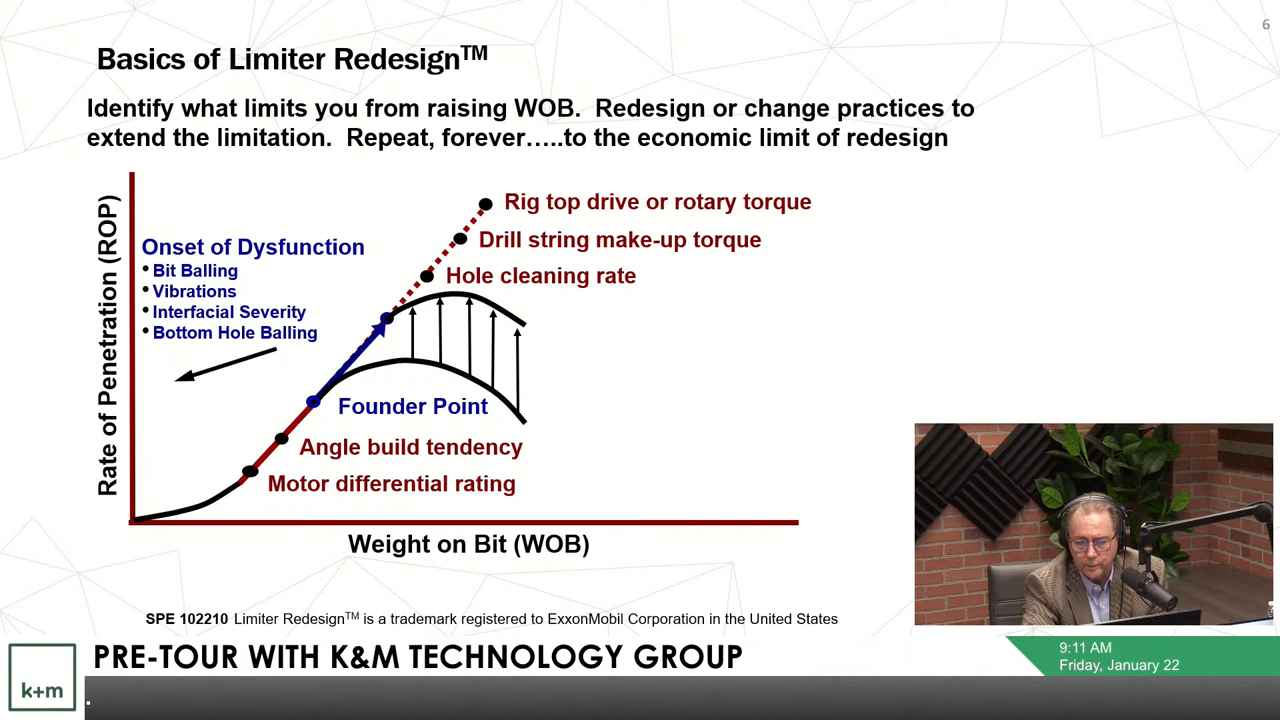 6
Basics of Limiter Redesign™
Identify what limits you from raising WOB. Redesign or change practices to
extend the limitation. Repeat, forever…..to the economic limit of redesign
Rate of Penetration (ROP)
Onset of Dysfunction
• Bit Balling
• Vibrations
• Interfacial Severity
• Bottom Hole Balling
Rig top drive or rotary torque
Drill string make-up torque
Hole cleaning rate
Founder Point
Angle build tendency
Motor differential rating
Weight on Bit (WOB)
SPE 102210 Limiter Redesign™ is a trademark registered to ExxonMobil Corporation in the United States
k+m
PRE-TOUR WITH K&M TECHNOLOGY GROUP
9:11 AM
Friday, January 22
.